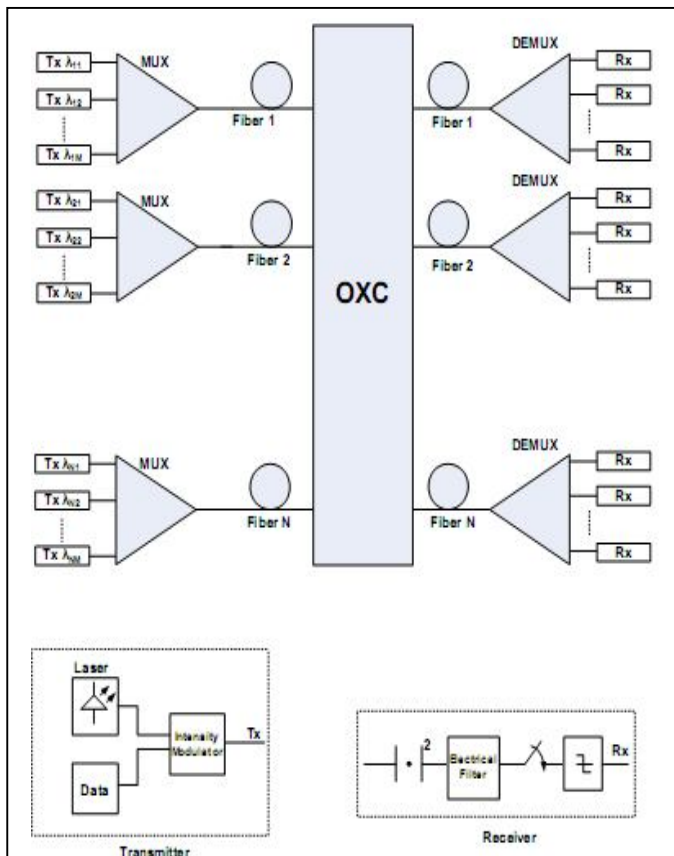 MUX
DEMUX
Tx λ11
Rx
Tx λ12
Rx
Fiber 1
Fiber 1
Tx λ1M
Rx
MUX
DEMUX
Tx λ21
Rx
Tx λ22
Rx
Fiber 2
Fiber 2
Tx λ2M
Rx
OXC
MUX
DEMUX
Tx λN1
Rx
Tx λN2
Rx
Fiber N
Fiber N
Tx λNM
Rx
Laser
Intensity
Modulator
Tx
Data
Transmitter
| • |²
Electrical
Filter
Rx
Receiver